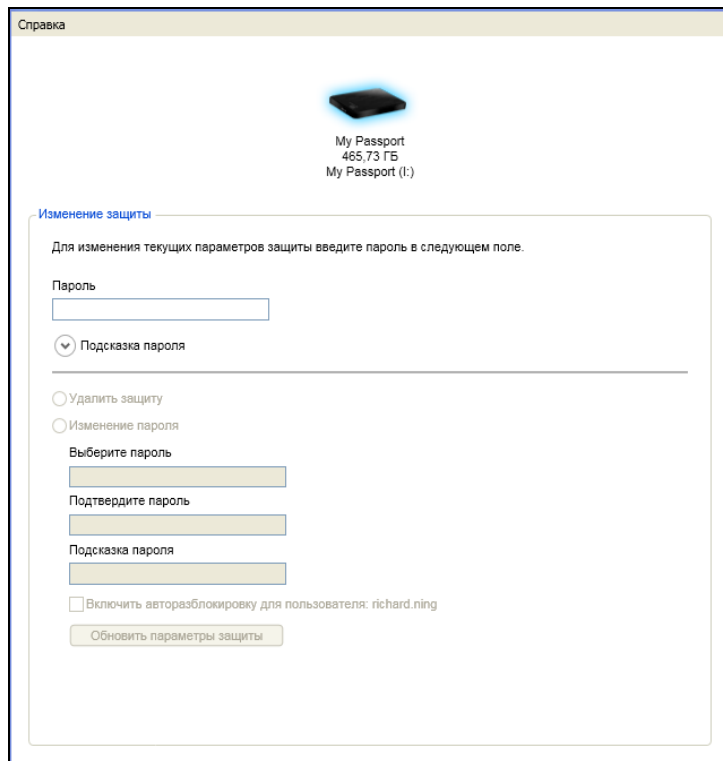 Справка
My Passport
465,73 ГБ
My Passport (I:)
Изменение защиты
Для изменения текущих параметров защиты введите пароль в следующем поле.
Пароль
Подсказка пароля
Удалить защиту
Изменение пароля
Выберите пароль
Подтвердите пароль
Подсказка пароля
Включить авторазблокировку для пользователя: richard.ning
Обновить параметры защиты